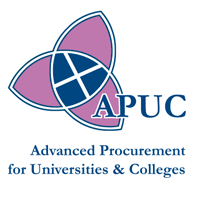 APUC
Advanced Procurement
for Universities & Colleges